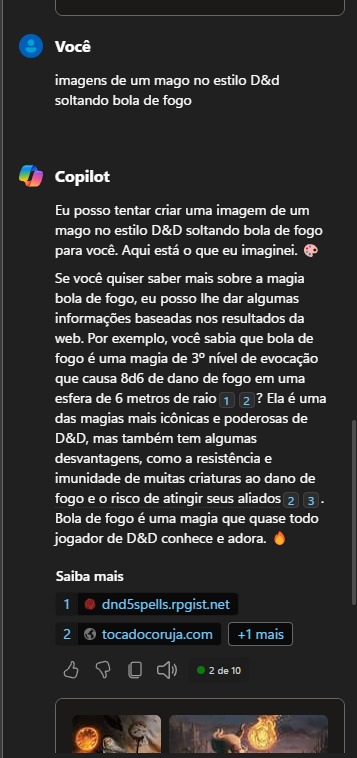 Você
imagens de um mago no estilo D&d
soltando bola de fogo
Copilot
Eu posso tentar criar uma imagem de um
mago no estilo D&D soltando bola de fogo
para você. Aqui está o que eu imaginei. 🎨
Se você quiser saber mais sobre a magia
bola de fogo, eu posso lhe dar algumas
informações baseadas nos resultados da
web. Por exemplo, você sabia que bola de
fogo é uma magia de 3º nível de evocação
que causa 8d6 de dano de fogo em uma
esfera de 6 metros de raio 1 2 ? Ela é uma
das magias mais icônicas e poderosas de
D&D, mas também tem algumas
desvantagens, como a resistência e
imunidade de muitas criaturas ao dano de
fogo e o risco de atingir seus aliados 2 3 .
Bola de fogo é uma magia que quase todo
jogador de D&D conhece e adora. 🔥
Saiba mais
1 dnd5spells.rpgist.net
2 tocadocoruja.com +1 mais
2 de 10